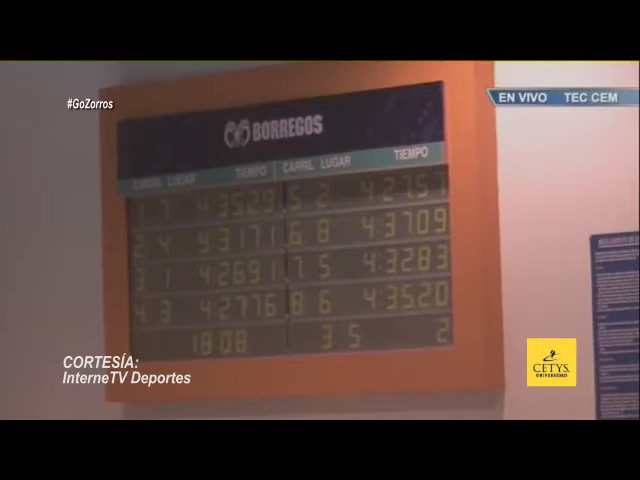 #GoZorros
EN VIVO TEC CEM
BORREGOS
CARRIL LUGAR TIEMPO CARRIL LUGAR TIEMPO
1 7 4:35.29 5 2 4:27.57
2 4 4:31.71 6 8 4:37.09
3 1 4:26.91 7 5 4:32.83
4 3 4:27.76 8 6 4:35.20
18:08 3 5 2
CORTESÍA:
InterneTV Deportes
CETYS
UNIVERSIDAD